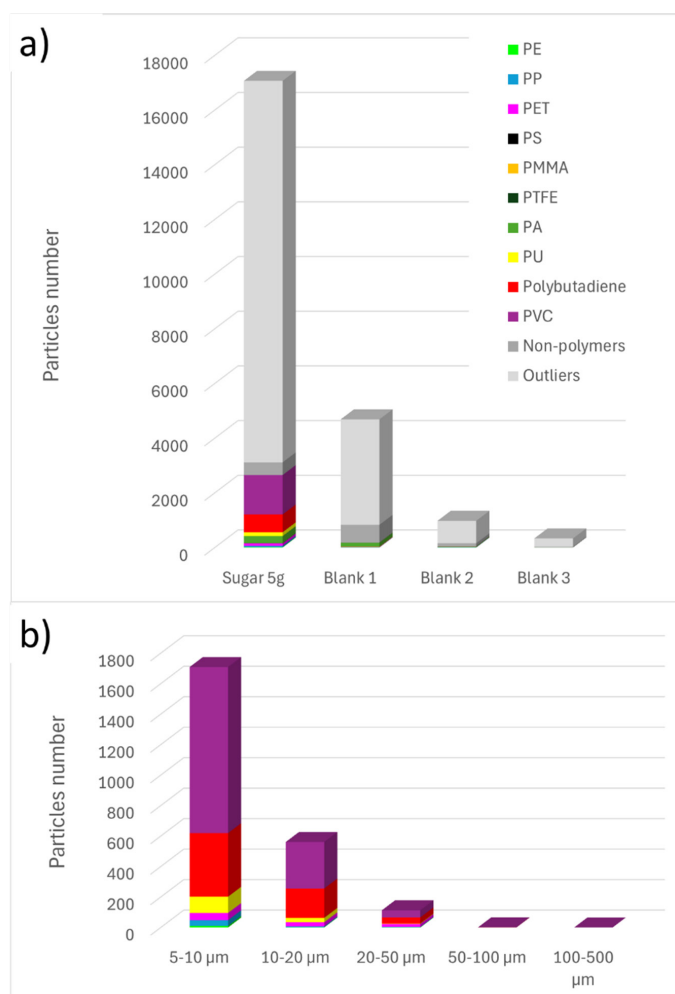 a)
Particles number
18000
16000
14000
12000
10000
8000
6000
4000
2000
0
Sugar 5g Blank 1 Blank 2 Blank 3
PE
PP
PET
PS
PMMA
PTFE
PA
PU
Polybutadiene
PVC
Non-polymers
Outliers
b)
Particles number
1800
1600
1400
1200
1000
800
600
400
200
0
5-10 µm 10-20 µm 20-50 µm 50-100 µm 100-500
µm